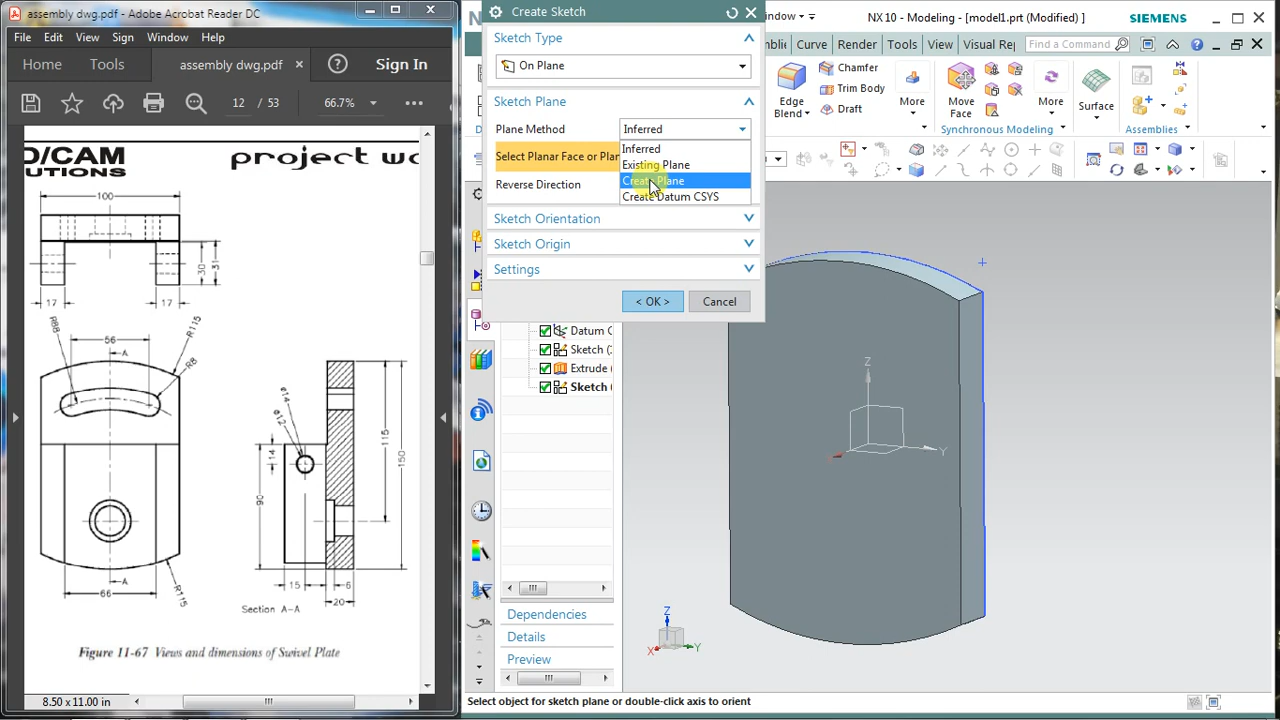 assembly dwg.pdf - Adobe Acrobat Reader DC
File Edit View Sign Window Help
Home Tools assembly dwg.pdf × Sign In
12 / 53 66.7%
D/CAM
UTIONS
project wo
100
30
31
17
17
R88
56
A
R115
R8
ø14
ø12
14
90
115
150
66
A
R115
15
6
20
Section A-A
Figure 11-67 Views and dimensions of Swivel Plate
8.50 x 11.00 in
Create Sketch
Sketch Type
On Plane
Sketch Plane
Plane Method Inferred
Inferred
Existing Plane
Create Plane
Create Datum CSYS
Select Planar Face or Plan
Reverse Direction
Sketch Orientation
Sketch Origin
Settings
< OK > Cancel
Datum C
Sketch (
Extrude (
Sketch (
Dependencies
Details
Preview
Window NX 10 - Modeling - [model1.prt (Modified) ] SIEMENS
Curve Render Tools View Visual Re Find a Command
Edge Blend
Chamfer
Trim Body
Draft
More
Move Face
More
Surface
Synchronous Modeling
Assemblies
Z
Y
Z
X
Y
Select object for sketch plane or double-click axis to orient